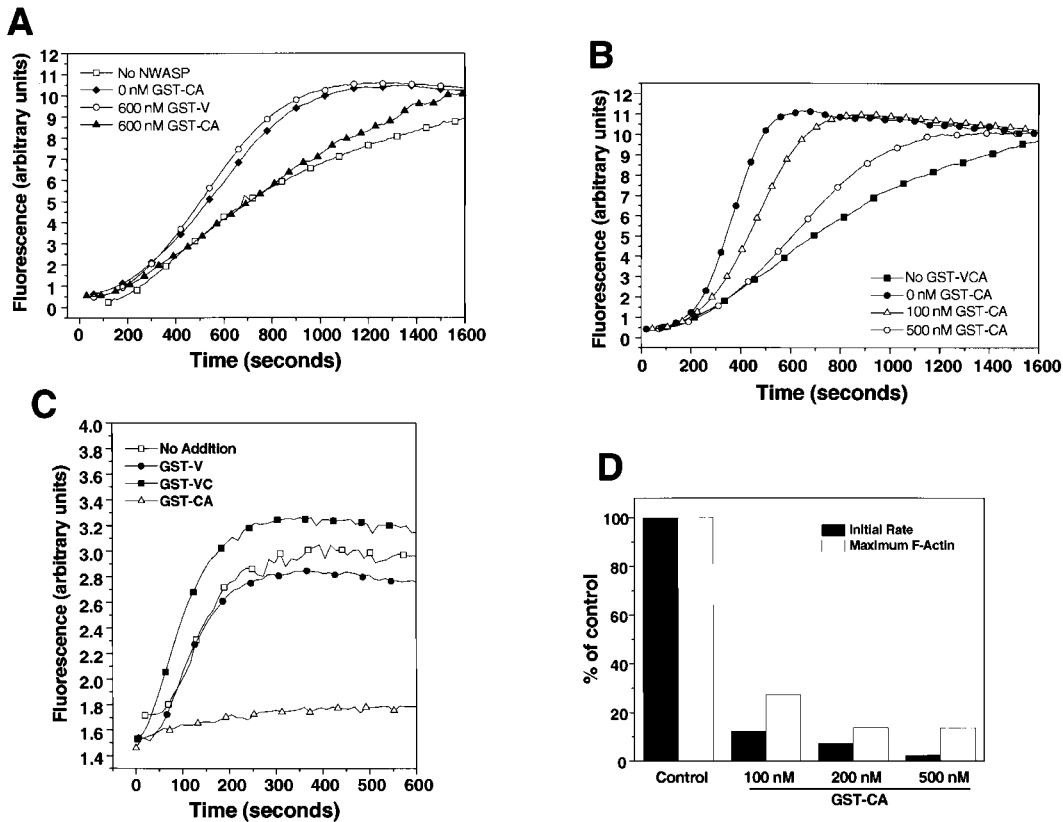 A
Fluorescence (arbitrary units)
12
11
10
9
8
7
6
5
4
3
2
1
0
No NWASP
0 nM GST-CA
600 nM GST-V
600 nM GST-CA
0 200 400 600 800 1000 1200 1400 1600
Time (seconds)
B
Fluorescence (arbitrary units)
12
11
10
9
8
7
6
5
4
3
2
1
0
No GST-VCA
0 nM GST-CA
100 nM GST-CA
500 nM GST-CA
0 200 400 600 800 1000 1200 1400 1600
Time (seconds)
C
Fluorescence (arbitrary units)
4.0
3.8
3.6
3.4
3.2
3.0
2.8
2.6
2.4
2.2
2.0
1.8
1.6
1.4
No Addition
GST-V
GST-VC
GST-CA
0 100 200 300 400 500 600
Time (seconds)
D
% of control
100
80
60
40
20
0
Initial Rate
Maximum F-Actin
Control 100 nM 200 nM 500 nM
GST-CA